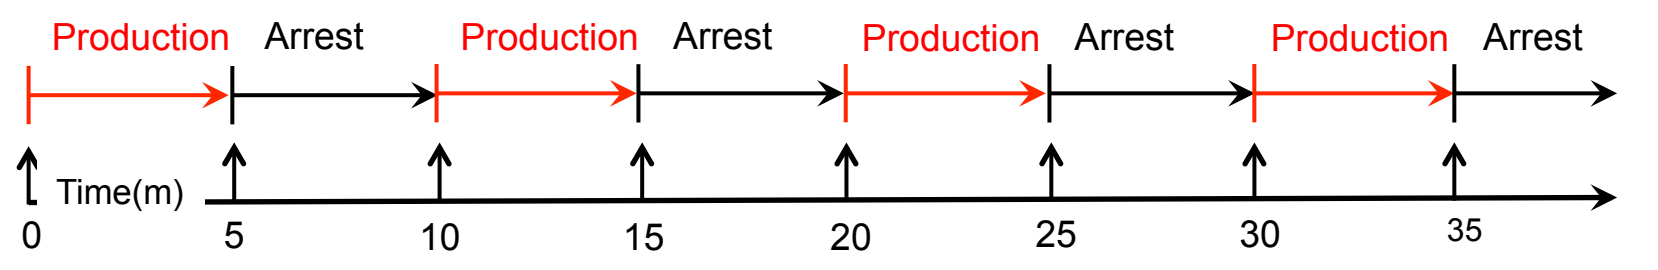 Production Arrest Production Arrest Production Arrest Production Arrest
Time(m)
0 5 10 15 20 25 30 35